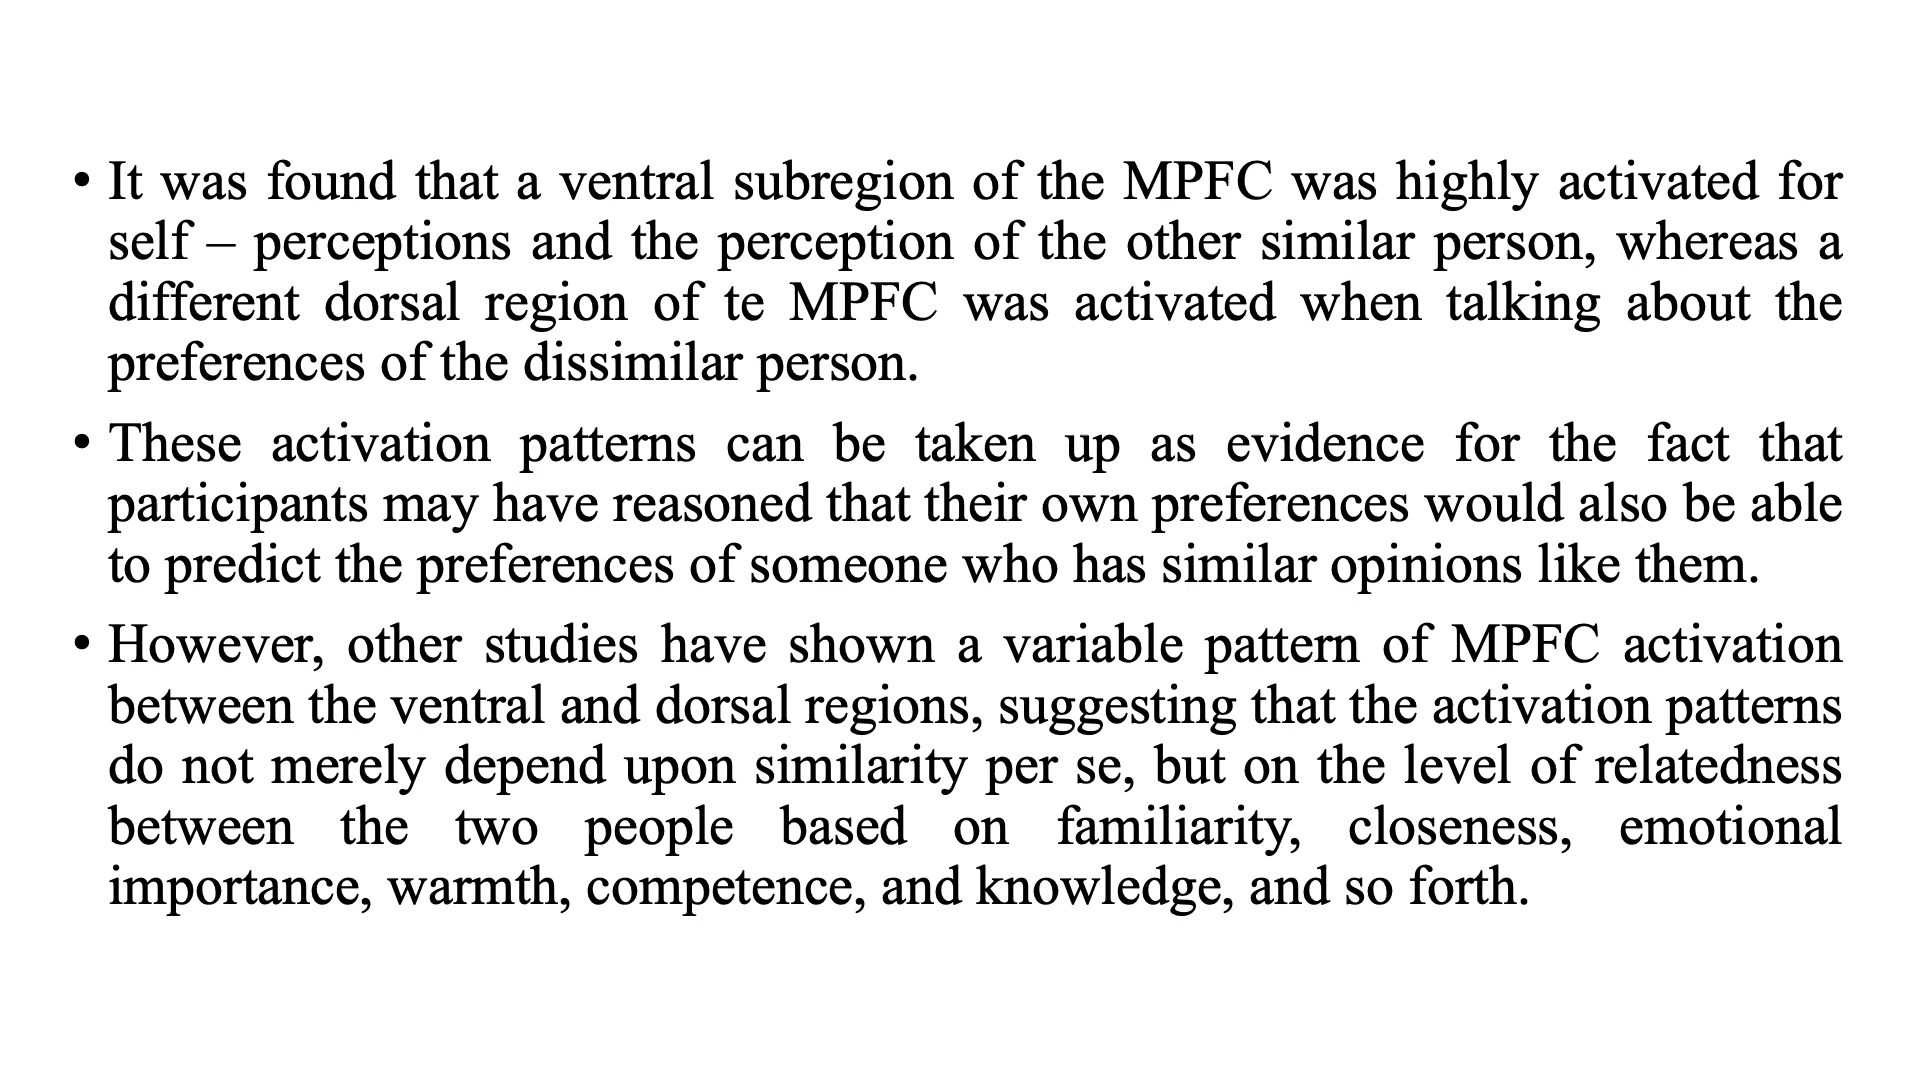 • It was found that a ventral subregion of the MPFC was highly activated for
self – perceptions and the perception of the other similar person, whereas a
different dorsal region of te MPFC was activated when talking about the
preferences of the dissimilar person.
• These activation patterns can be taken up as evidence for the fact that
participants may have reasoned that their own preferences would also be able
to predict the preferences of someone who has similar opinions like them.
• However, other studies have shown a variable pattern of MPFC activation
between the ventral and dorsal regions, suggesting that the activation patterns
do not merely depend upon similarity per se, but on the level of relatedness
between the two people based on familiarity, closeness, emotional
importance, warmth, competence, and knowledge, and so forth.